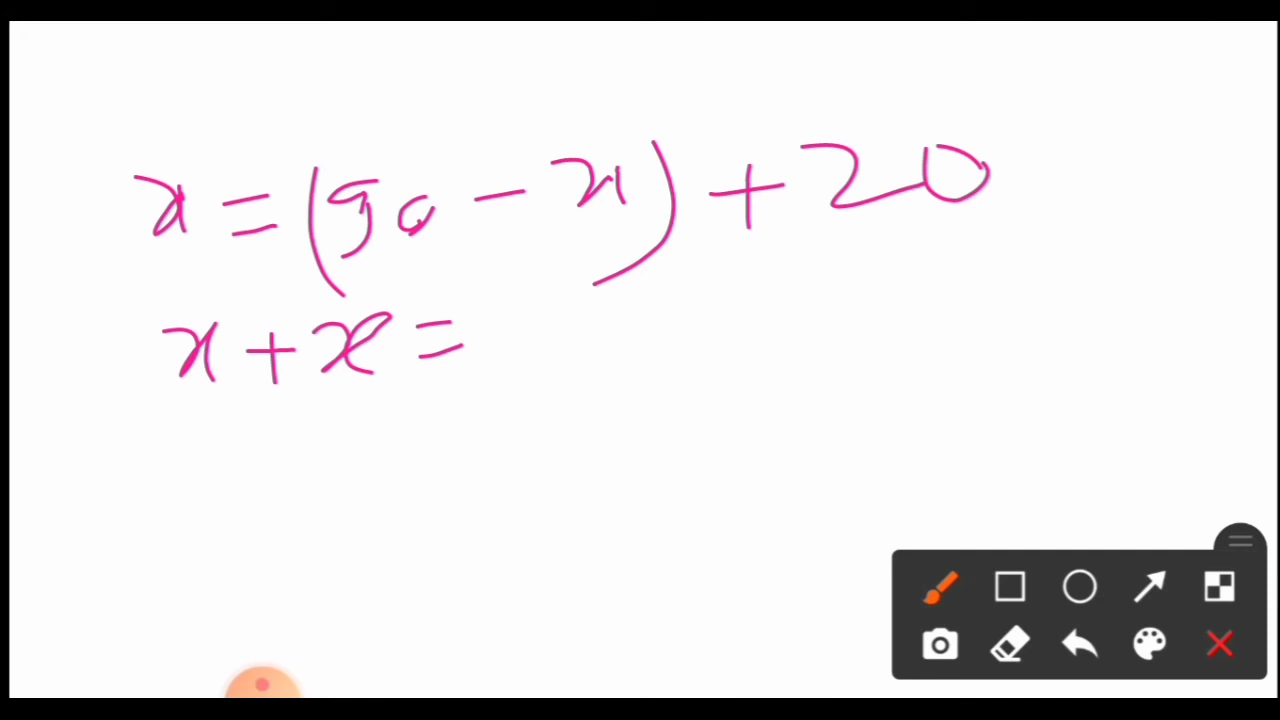 x = (90 - x) + 20
x + x =